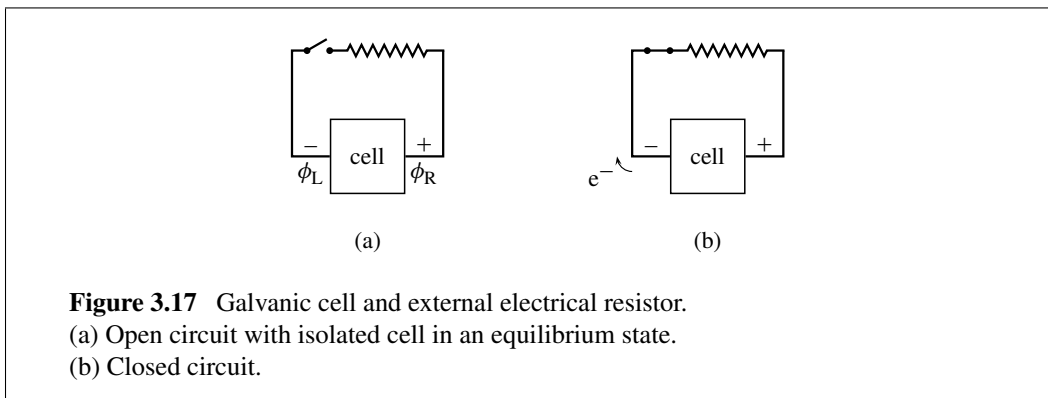 − cell +
ϕL ϕR
(a)
e− − cell +
(b)
Figure 3.17 Galvanic cell and external electrical resistor.
(a) Open circuit with isolated cell in an equilibrium state.
(b) Closed circuit.